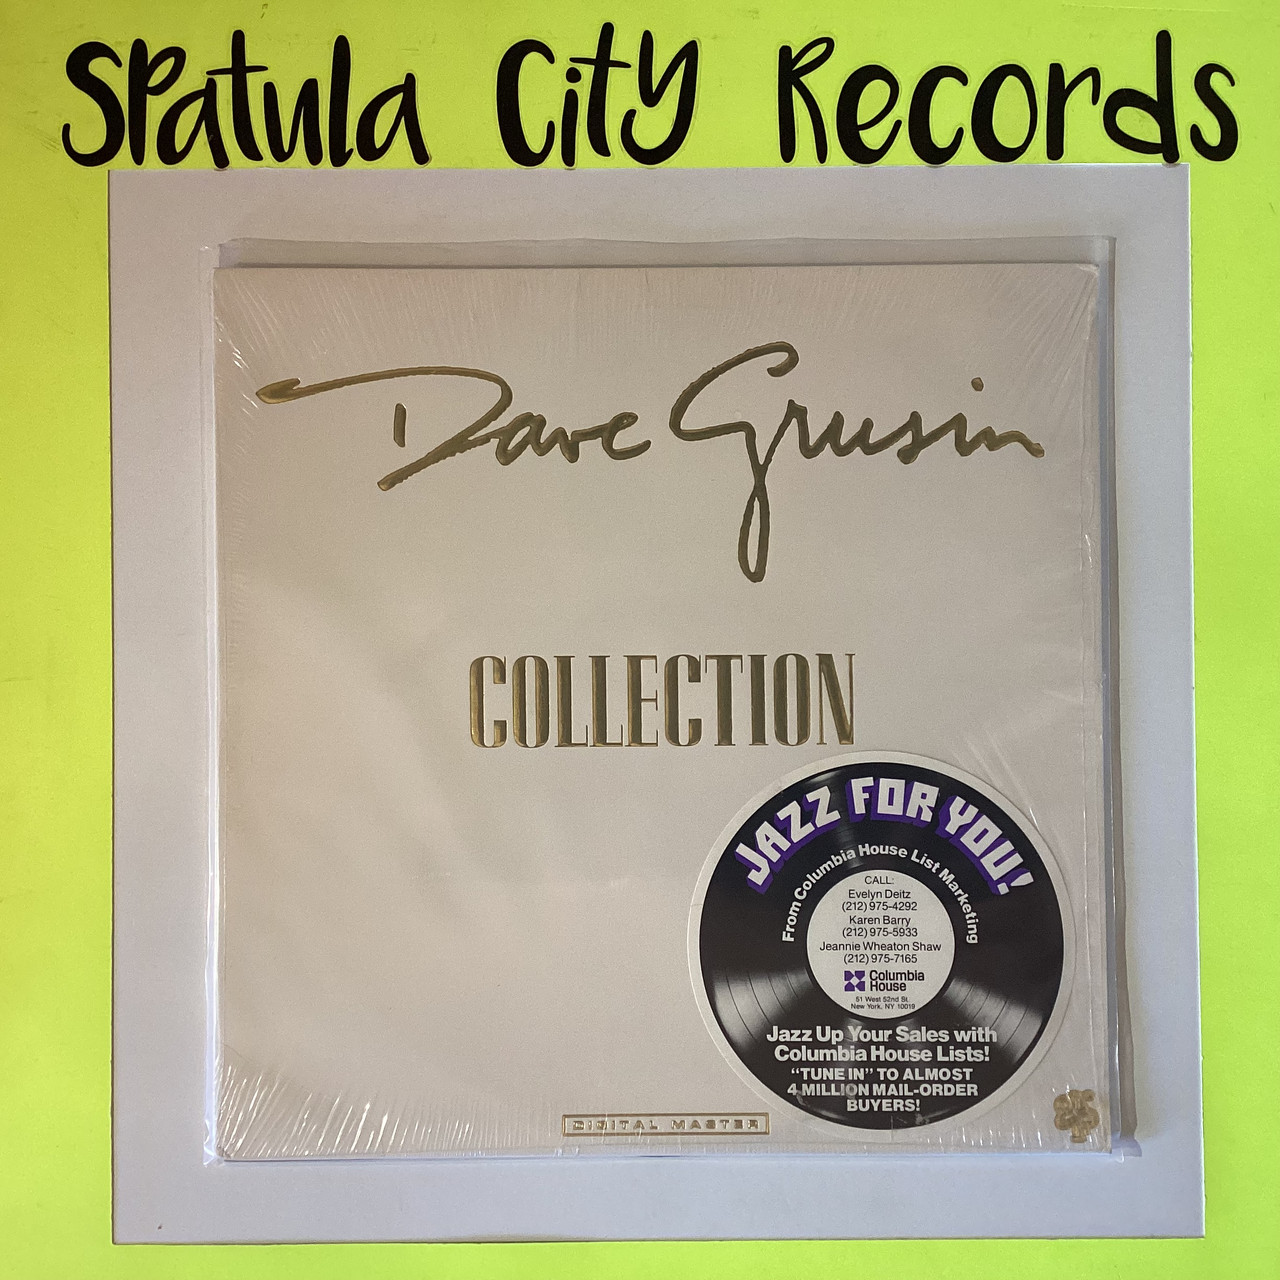 Spatula City Records
Dave Grusin
COLLECTION
JAZZ FOR YOU!
From Columbia House List Marketing
CALL:
Evelyn Deitz
(212) 975-4292
Karen Barry
(212) 975-5933
Jeannie Wheaton Shaw
(212) 975-7165
Columbia
House
51 West 52nd St.
New York, NY 10019
Jazz Up Your Sales with
Columbia House Lists!
"TUNE IN" TO ALMOST
4 MILLION MAIL-ORDER
BUYERS!
DIGITAL MASTER